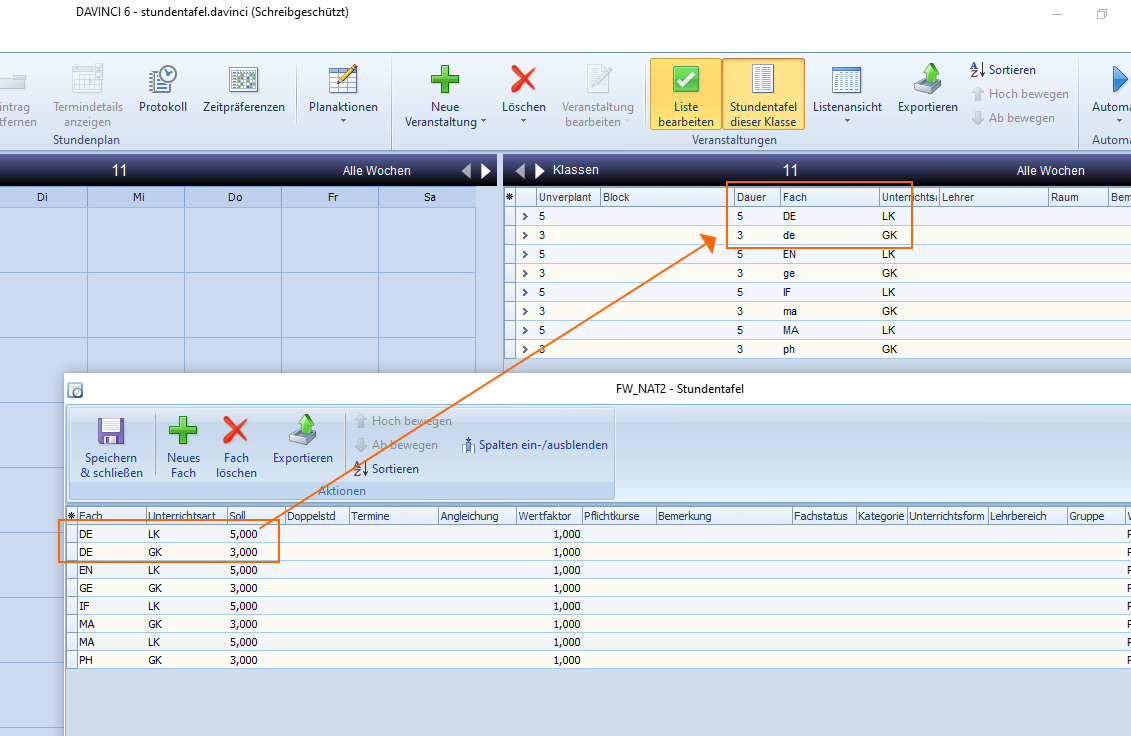 DAVINCI 6 - stundentafel.davinci (Schreibgeschützt)
intrag
tfernen
Termindetails
anzeigen
Protokoll
Zeitpräferenzen
Stundenplan
Planaktionen
Neue
Veranstaltung
Löschen
Veranstaltung
bearbeiten
Liste
bearbeiten
Stundentafel
dieser Klasse
Listenansicht
Exportieren
Sortieren
Hoch bewegen
Ab bewegen
Veranstaltungen
Automa
Automa
11 Alle Wochen
Di Mi Do Fr Sa
Klassen 11 Alle Wochen
* Unverplant Block Dauer Fach Unterrichtsa Lehrer Raum Bem
5 5 DE LK
3 3 de GK
5 5 EN LK
3 3 ge GK
5 5 IF LK
3 3 ma GK
5 5 MA LK
3 3 ph GK
FW_NAT2 - Stundentafel
Speichern
& schließen
Neues
Fach
Fach
löschen
Exportieren
Hoch bewegen
Ab bewegen
Sortieren
Spalten ein-/ausblenden
Aktionen
* Fach Unterrichtsart Soll Doppelstd Termine Angleichung Wertfaktor Pflichtkurse Bemerkung Fachstatus Kategorie Unterrichtsform Lehrbereich Gruppe
DE LK 5,000 1,000
DE GK 3,000 1,000
EN LK 5,000 1,000
GE GK 3,000 1,000
IF LK 5,000 1,000
MA GK 3,000 1,000
MA LK 5,000 1,000
PH GK 3,000 1,000